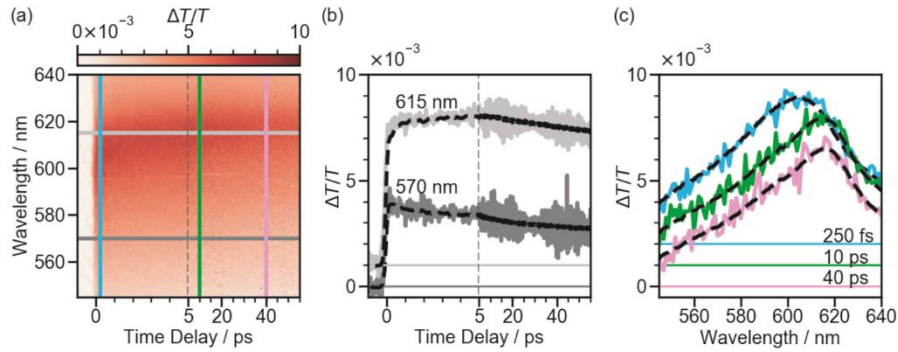 (a)
ΔT/T
0×10⁻³
5
10
640
620
600
580
560
Wavelength / nm
0
5
20
40
Time Delay / ps
(b)
×10⁻³
10
5
0
ΔT/T
615 nm
570 nm
0
5
20
40
Time Delay / ps
(c)
×10⁻³
10
5
0
ΔT/T
250 fs
10 ps
40 ps
560
580
600
620
640
Wavelength / nm